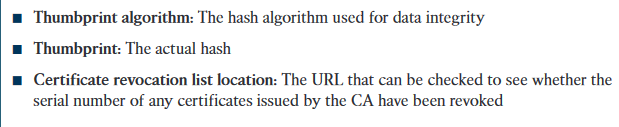 ■ Thumbprint algorithm: The hash algorithm used for data integrity
■ Thumbprint: The actual hash
■ Certificate revocation list location: The URL that can be checked to see whether the
serial number of any certificates issued by the CA have been revoked